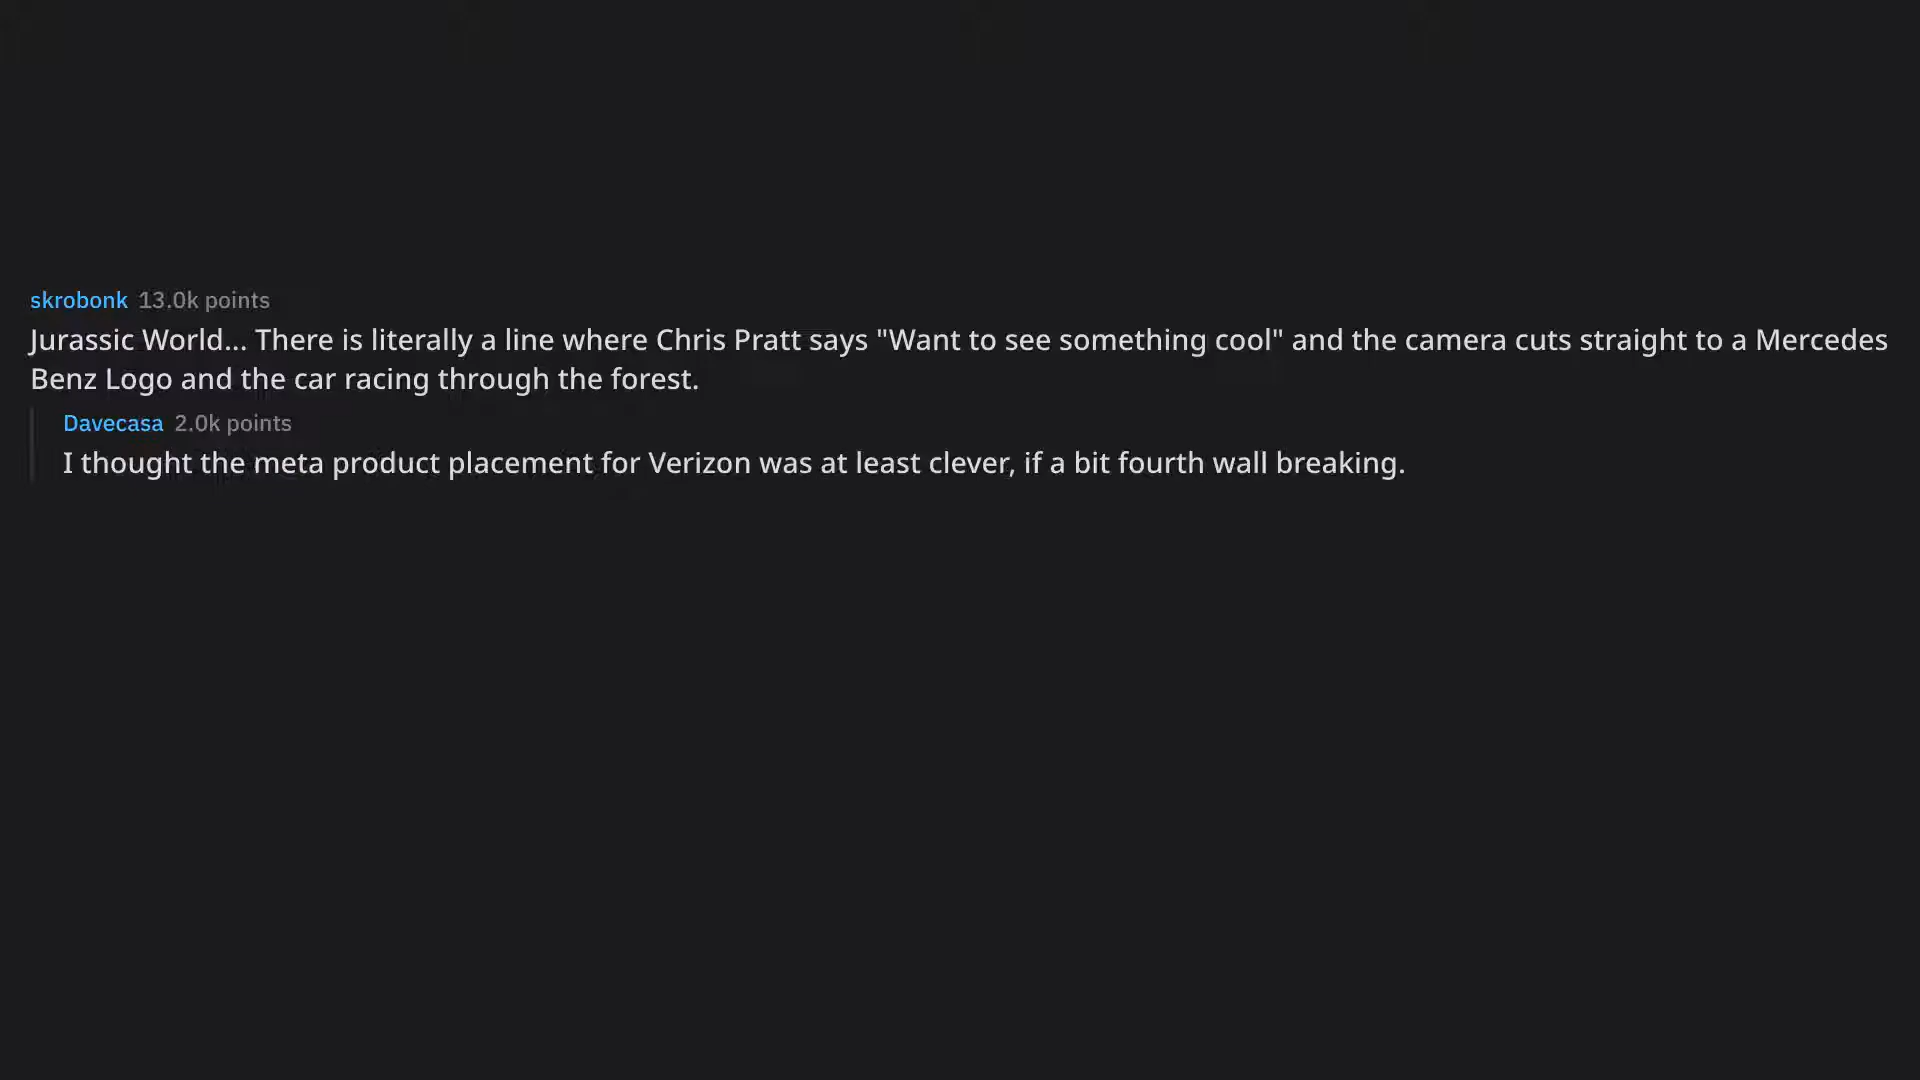 skrobonk 13.0k points
Jurassic World... There is literally a line where Chris Pratt says "Want to see something cool" and the camera cuts straight to a Mercedes
Benz Logo and the car racing through the forest.
Davecasa 2.0k points
I thought the meta product placement for Verizon was at least clever, if a bit fourth wall breaking.